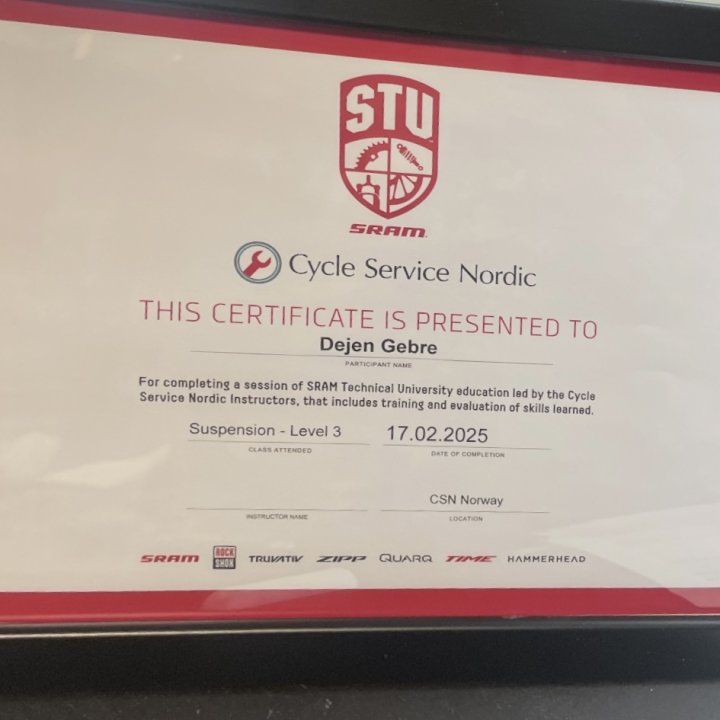 STU
SRAM
Cycle Service Nordic
THIS CERTIFICATE IS PRESENTED TO
Dejen Gebre
PARTICIPANT NAME
For completing a session of SRAM Technical University education led by the Cycle
Service Nordic Instructors, that includes training and evaluation of skills learned.
Suspension - Level 3 17.02.2025
CLASS ATTENDED DATE OF COMPLETION
CSN Norway
INSTRUCTOR NAME LOCATION
SRAM ROCK SHOX TRUVATIV ZIPP QUARQ TIME HAMMERHEAD